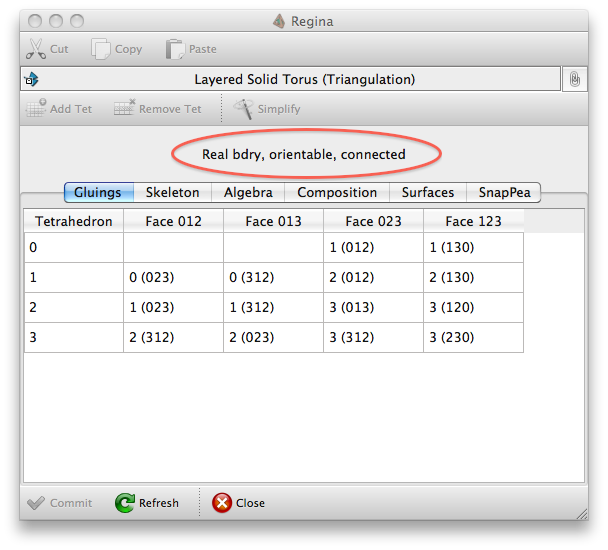 Regina
Cut Copy Paste
Layered Solid Torus (Triangulation)
Add Tet Remove Tet Simplify
Real bdry, orientable, connected
Gluings Skeleton Algebra Composition Surfaces SnapPea
Tetrahedron Face 012 Face 013 Face 023 Face 123
0 1 (012) 1 (130)
1 0 (023) 0 (312) 2 (012) 2 (130)
2 1 (023) 1 (312) 3 (013) 3 (120)
3 2 (312) 2 (023) 3 (312) 3 (230)
Commit Refresh Close